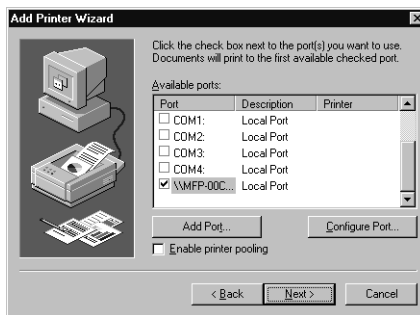 Add Printer Wizard
Click the check box next to the port(s) you want to use.
Documents will print to the first available checked port.
Available ports:
Port Description Printer
COM1: Local Port
COM2: Local Port
COM3: Local Port
COM4: Local Port
\\MFP-00C... Local Port
Add Port... Configure Port...
Enable printer pooling
< Back Next > Cancel